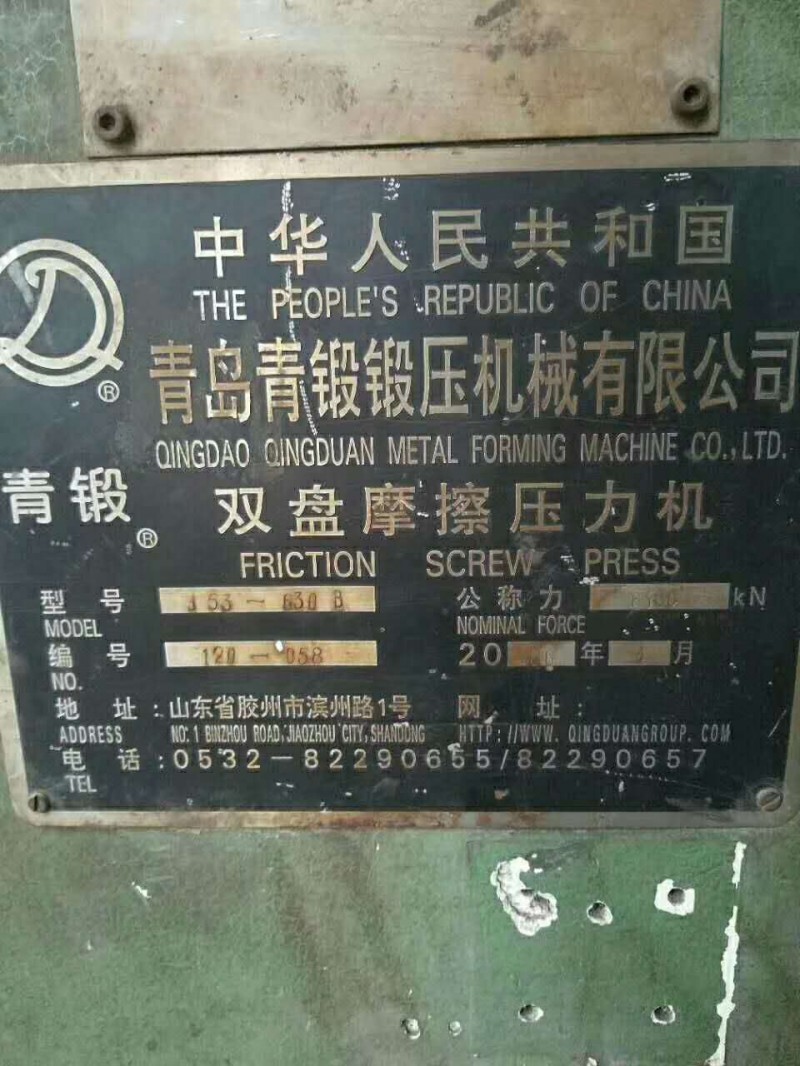 中华人民共和国
THE PEOPLE'S REPUBLIC OF CHINA
®
青岛青锻锻压机械有限公司
QINGDAO QINGDUAN METAL FORMING MACHINE CO.,LTD.
青锻®
双盘摩擦压力机
FRICTION SCREW PRESS
型号 J53-630B 公称力 kN
MODEL NOMINAL FORCE
编号 120-058 20 年 月
NO.
地址:山东省胶州市滨州路1号 网址:
ADDRESS NO.1 BINZHOU ROAD,JIAOZHOU CITY,SHANDONG HTTP://WWW.QINGDUANGROUP.COM
电话:0532-82290655/82290657
TEL